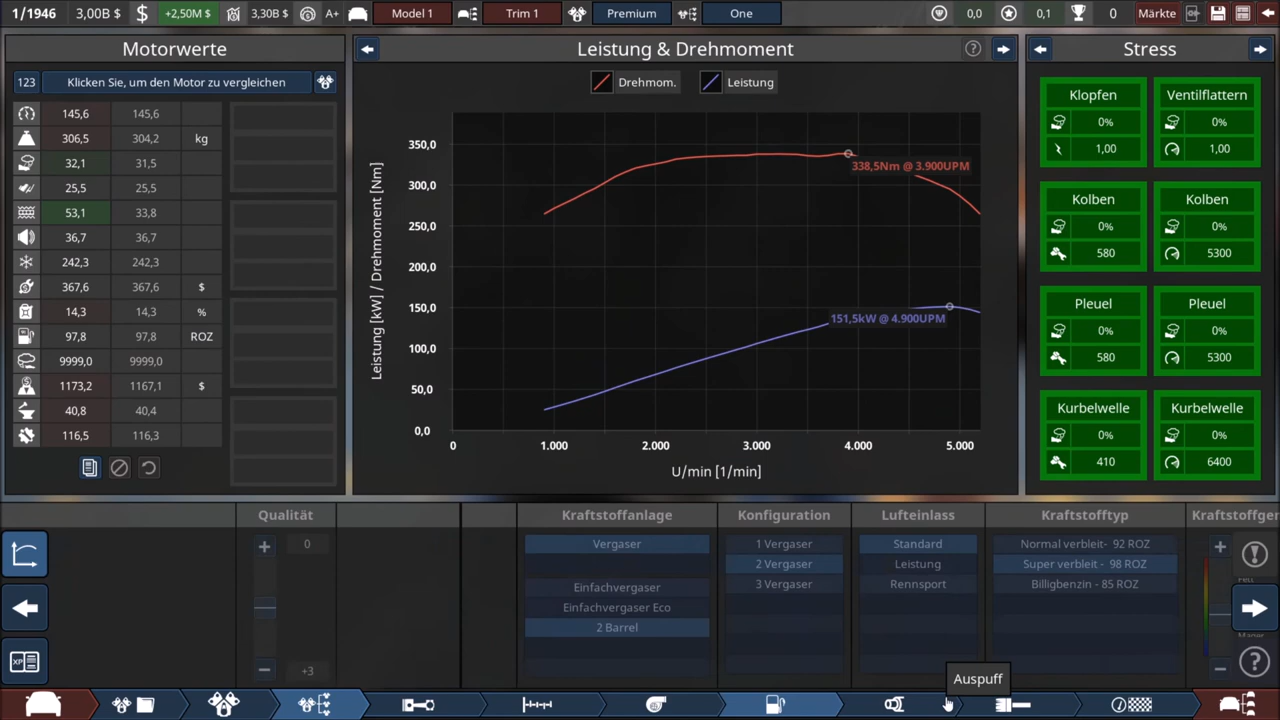 1/1946
3,00B $
+2,50M $
3,30B $
A+
Model 1
Trim 1
Premium
One
0,0
0,1
0
Märkte
Motorwerte
123
Klicken Sie, um den Motor zu vergleichen
145,6 145,6
306,5 304,2 kg
32,1 31,5
25,5 25,5
53,1 33,8
36,7 36,7
242,3 242,3
367,6 367,6 $
14,3 14,3 %
97,8 97,8 ROZ
9999,0 9999,0
1173,2 1167,1 $
40,8 40,4
116,5 116,3
Leistung & Drehmoment
?
Drehmom.
Leistung
Leistung [kW] / Drehmoment [Nm]
350,0
300,0
250,0
200,0
150,0
100,0
50,0
0,0
338,5Nm @ 3.900UPM
151,5kW @ 4.900UPM
0 1.000 2.000 3.000 4.000 5.000
U/min [1/min]
Stress
Klopfen
0%
1,00
Ventilflattern
0%
1,00
Kolben
0%
580
Kolben
0%
5300
Pleuel
0%
580
Pleuel
0%
5300
Kurbelwelle
0%
410
Kurbelwelle
0%
6400
Qualität
+ 0
− +3
Kraftstoffanlage
Vergaser
Einfachvergaser
Einfachvergaser Eco
2 Barrel
Konfiguration
1 Vergaser
2 Vergaser
3 Vergaser
Lufteinlass
Standard
Leistung
Rennsport
Kraftstofftyp
Normal verbleit- 92 ROZ
Super verbleit - 98 ROZ
Billigbenzin - 85 ROZ
Kraftstoffger
+
−
!
?
XP
Auspuff